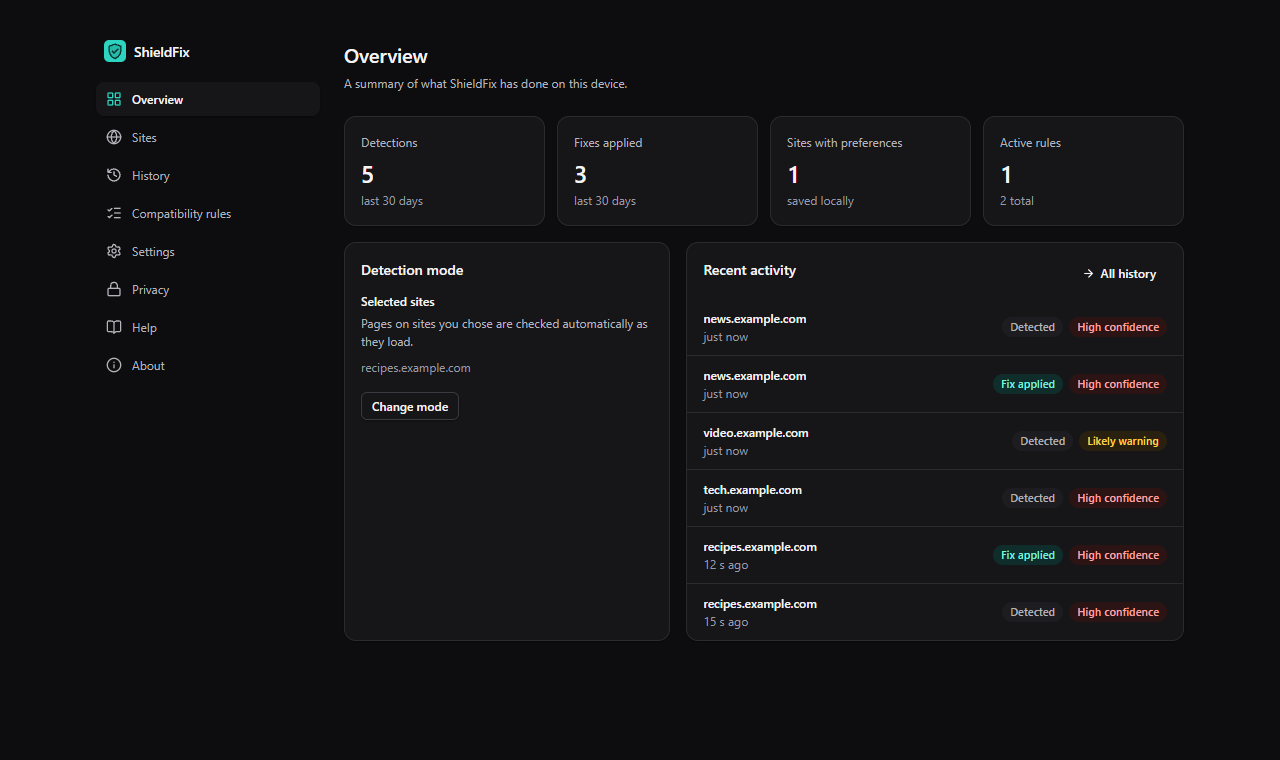 ShieldFix
Overview
Sites
History
Compatibility rules
Settings
Privacy
Help
About
Overview
A summary of what ShieldFix has done on this device.
Detections
5
last 30 days
Fixes applied
3
last 30 days
Sites with preferences
1
saved locally
Active rules
1
2 total
Detection mode
Selected sites
Pages on sites you chose are checked automatically as
they load.
recipes.example.com
Change mode
Recent activity
All history
news.example.com
just now
Detected High confidence
news.example.com
just now
Fix applied High confidence
video.example.com
just now
Detected Likely warning
tech.example.com
just now
Detected High confidence
recipes.example.com
12 s ago
Fix applied High confidence
recipes.example.com
15 s ago
Detected High confidence